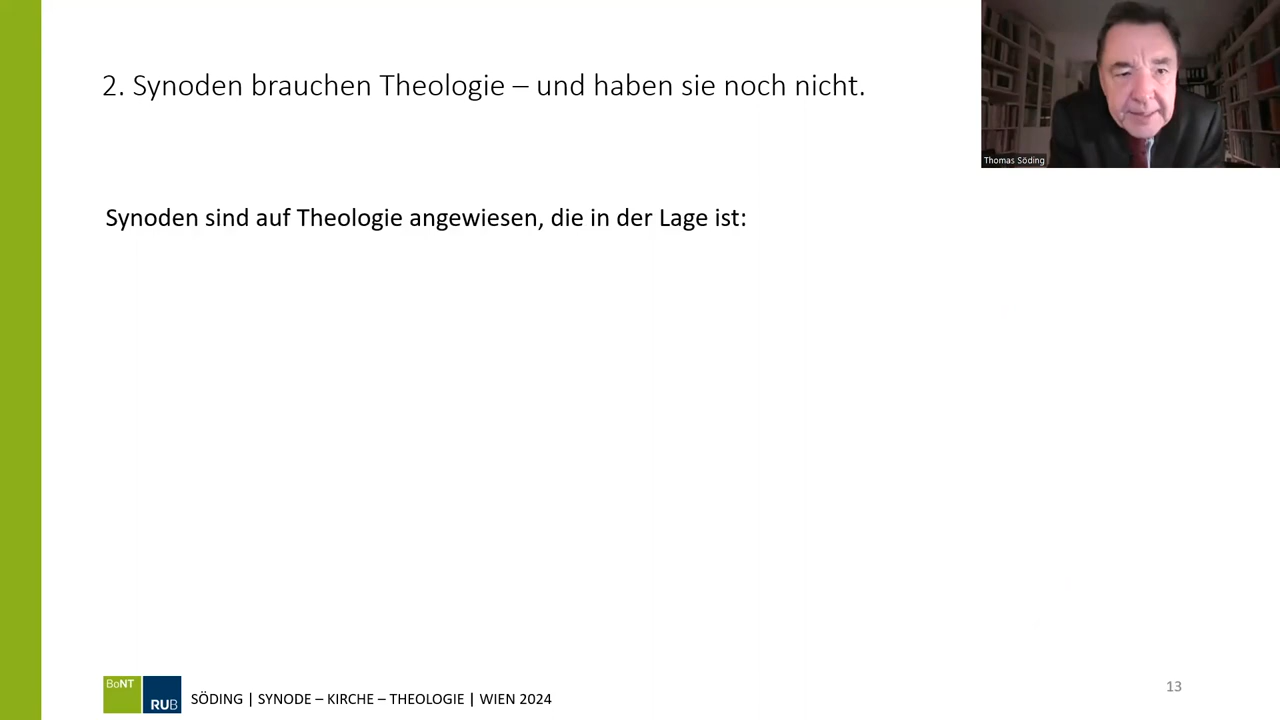 2. Synoden brauchen Theologie – und haben sie noch nicht.
Thomas Söding
Synoden sind auf Theologie angewiesen, die in der Lage ist:
BoNT
RUB
SÖDING | SYNODE – KIRCHE – THEOLOGIE | WIEN 2024
13